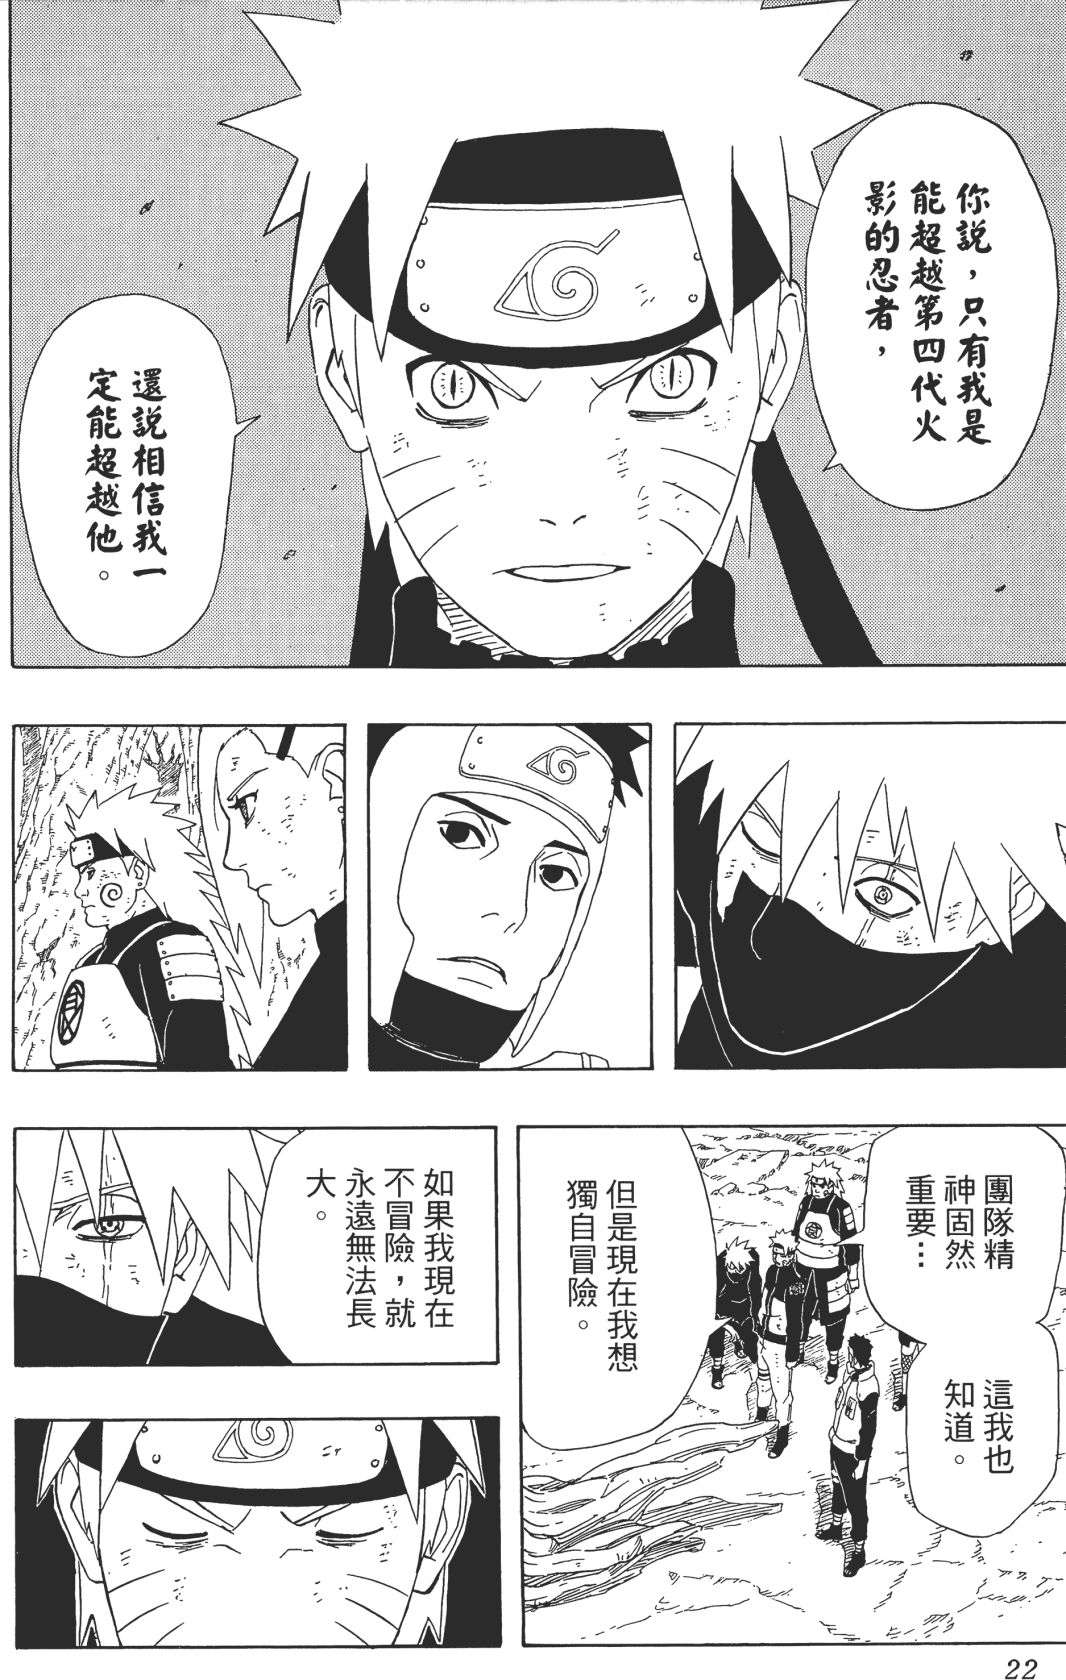 你說，只有我是
能超越第四代火
影的忍者，
還說相信我一
定能超越他。
團隊精
神固然
重要…
這我也
知道。
但是現在我想
獨自冒險。
如果我現在
不冒險，就
永遠無法長
大。
22